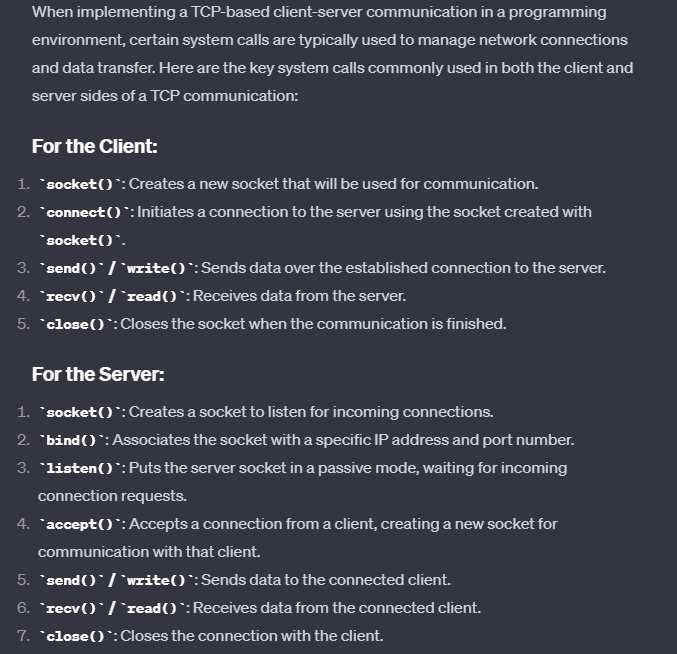 When implementing a TCP-based client-server communication in a programming
environment, certain system calls are typically used to manage network connections
and data transfer. Here are the key system calls commonly used in both the client and
server sides of a TCP communication:
For the Client:
1. `socket()`: Creates a new socket that will be used for communication.
2. `connect()`: Initiates a connection to the server using the socket created with
`socket()`.
3. `send()` / `write()`: Sends data over the established connection to the server.
4. `recv()` / `read()`: Receives data from the server.
5. `close()`: Closes the socket when the communication is finished.
For the Server:
1. `socket()`: Creates a socket to listen for incoming connections.
2. `bind()`: Associates the socket with a specific IP address and port number.
3. `listen()`: Puts the server socket in a passive mode, waiting for incoming
connection requests.
4. `accept()`: Accepts a connection from a client, creating a new socket for
communication with that client.
5. `send()` / `write()`: Sends data to the connected client.
6. `recv()` / `read()`: Receives data from the connected client.
7. `close()`: Closes the connection with the client.